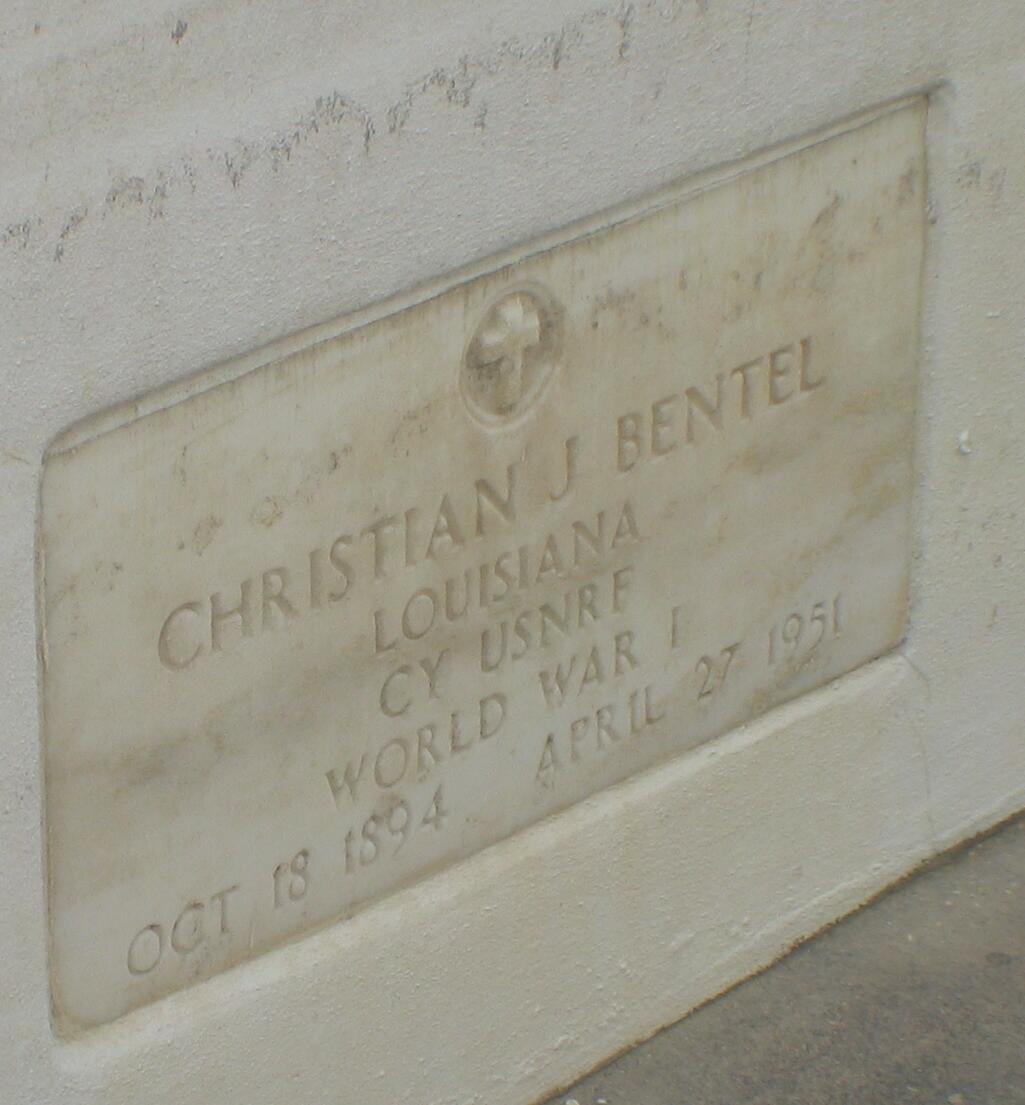 CHRISTIAN J BENTEL
LOUISIANA
CY USNRF
WORLD WAR I
OCT 18 1894 APRIL 27 1951